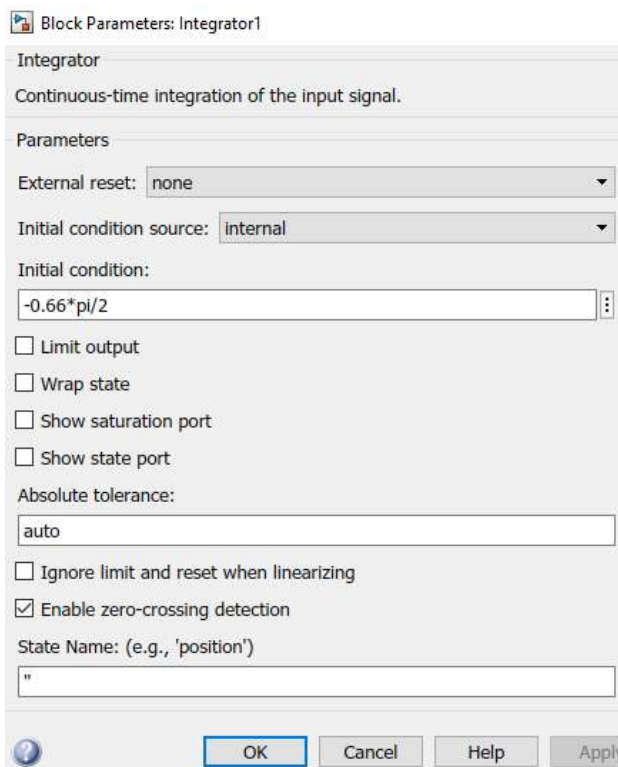 Block Parameters: Integrator1
Integrator
Continuous-time integration of the input signal.
Parameters
External reset: none
Initial condition source: internal
Initial condition:
-0.66*pi/2
Limit output
Wrap state
Show saturation port
Show state port
Absolute tolerance:
auto
Ignore limit and reset when linearizing
Enable zero-crossing detection
State Name: (e.g., 'position')
''
OK Cancel Help Apply